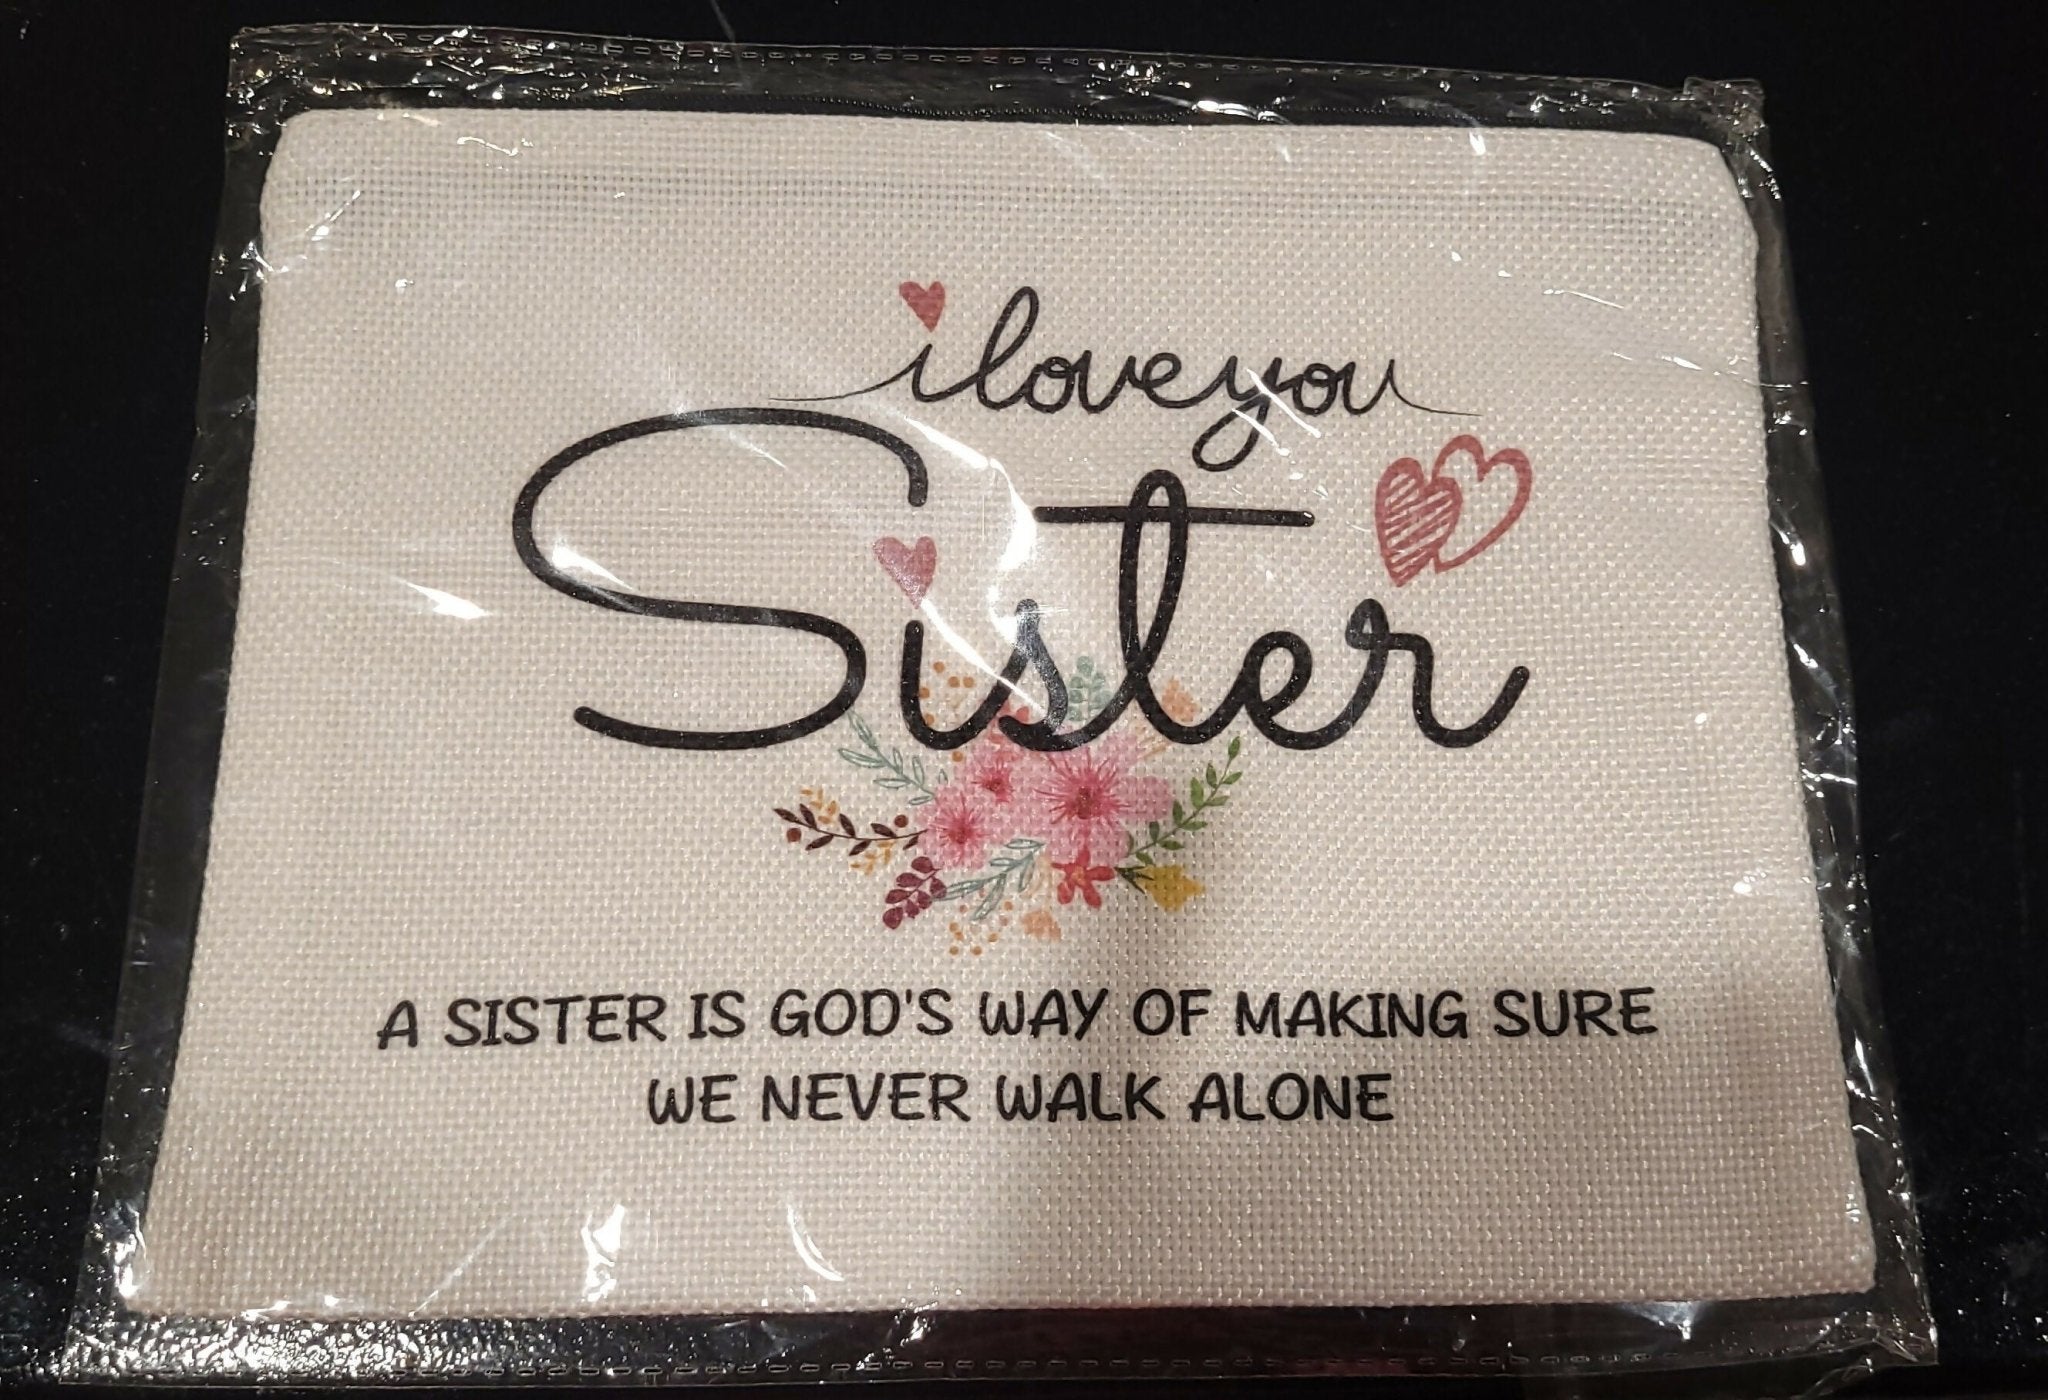 i love you
Sister
A SISTER IS GOD'S WAY OF MAKING SURE
WE NEVER WALK ALONE